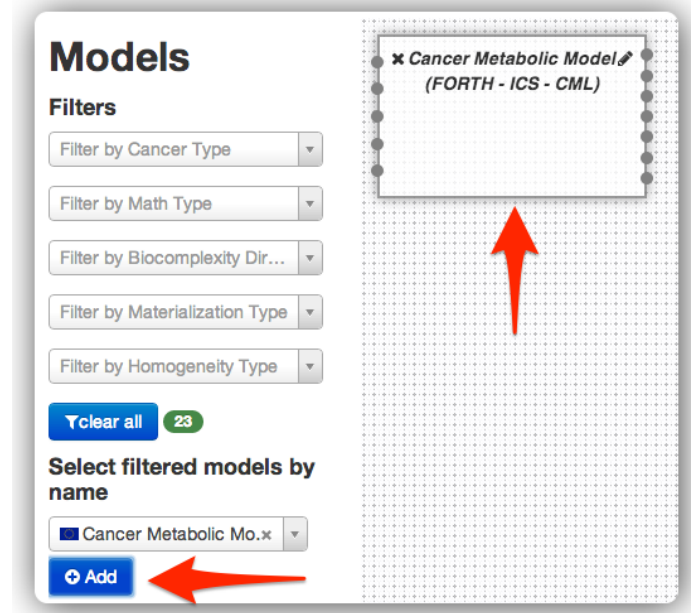 Models
Filters
Filter by Cancer Type
Filter by Math Type
Filter by Biocomplexity Dir...
Filter by Materialization Type
Filter by Homogeneity Type
clear all 23
Select filtered models by
name
Cancer Metabolic Mo.
Add
Cancer Metabolic Model
(FORTH - ICS - CML)